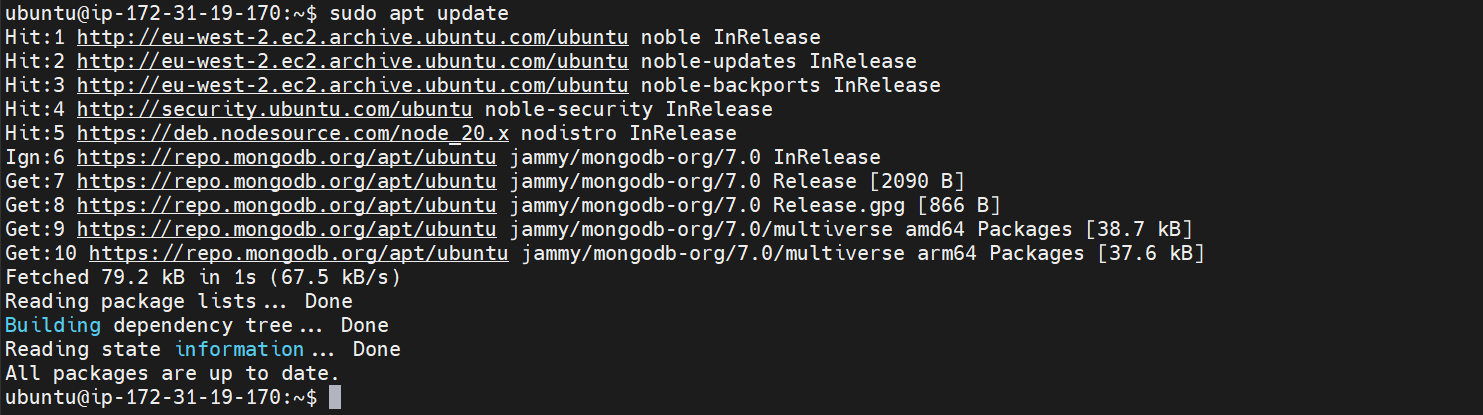 ubuntu@ip-172-31-19-170:~$ sudo apt update
Hit:1 http://eu-west-2.ec2.archive.ubuntu.com/ubuntu noble InRelease
Hit:2 http://eu-west-2.ec2.archive.ubuntu.com/ubuntu noble-updates InRelease
Hit:3 http://eu-west-2.ec2.archive.ubuntu.com/ubuntu noble-backports InRelease
Hit:4 http://security.ubuntu.com/ubuntu noble-security InRelease
Hit:5 https://deb.nodesource.com/node_20.x nodistro InRelease
Ign:6 https://repo.mongodb.org/apt/ubuntu jammy/mongodb-org/7.0 InRelease
Get:7 https://repo.mongodb.org/apt/ubuntu jammy/mongodb-org/7.0 Release [2090 B]
Get:8 https://repo.mongodb.org/apt/ubuntu jammy/mongodb-org/7.0 Release.gpg [866 B]
Get:9 https://repo.mongodb.org/apt/ubuntu jammy/mongodb-org/7.0/multiverse amd64 Packages [38.7 kB]
Get:10 https://repo.mongodb.org/apt/ubuntu jammy/mongodb-org/7.0/multiverse arm64 Packages [37.6 kB]
Fetched 79.2 kB in 1s (67.5 kB/s)
Reading package lists... Done
Building dependency tree... Done
Reading state information... Done
All packages are up to date.
ubuntu@ip-172-31-19-170:~$